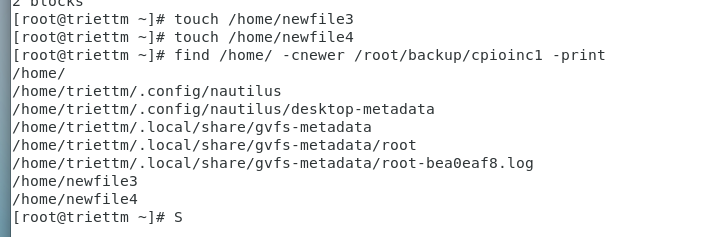 2 blocks
[root@triettm ~]# touch /home/newfile3
[root@triettm ~]# touch /home/newfile4
[root@triettm ~]# find /home/ -cnewer /root/backup/cpioinc1 -print
/home/
/home/triettm/.config/nautilus
/home/triettm/.config/nautilus/desktop-metadata
/home/triettm/.local/share/gvfs-metadata
/home/triettm/.local/share/gvfs-metadata/root
/home/triettm/.local/share/gvfs-metadata/root-bea0eaf8.log
/home/newfile3
/home/newfile4
[root@triettm ~]# S